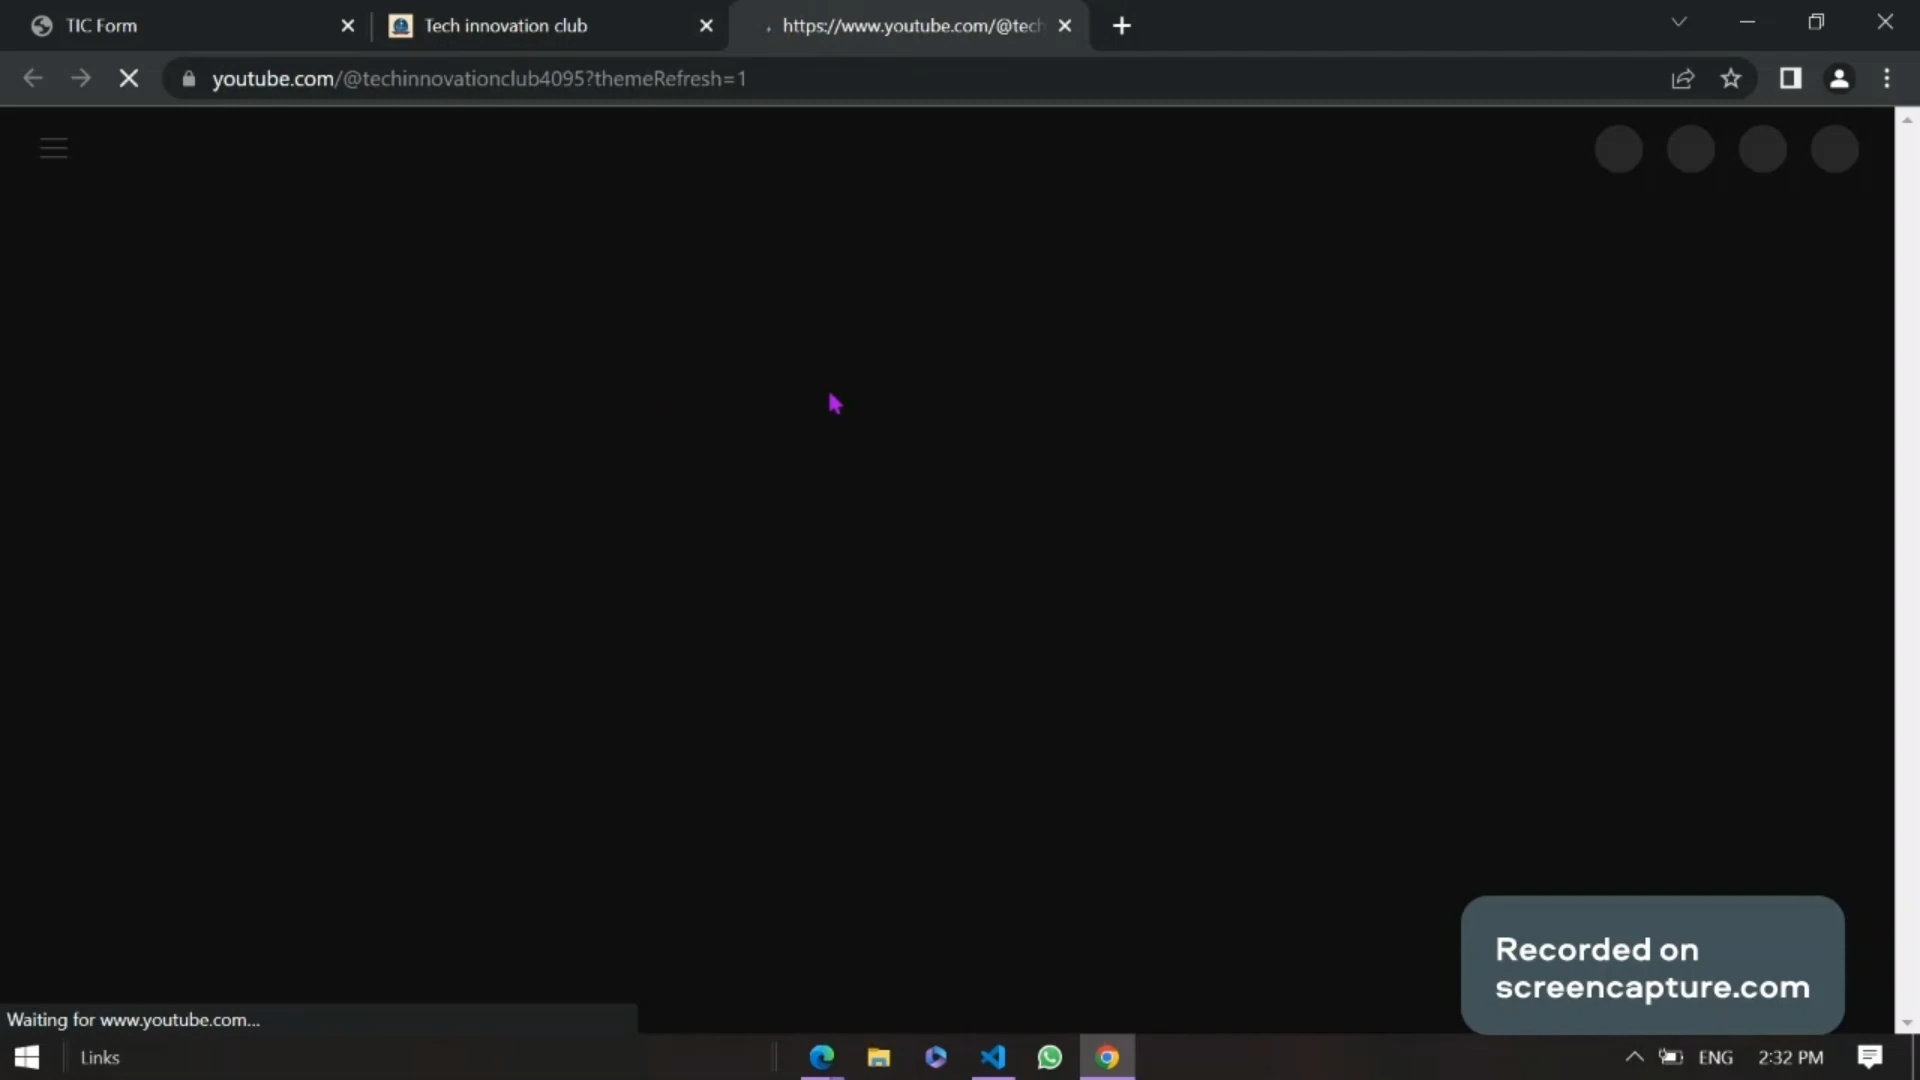 TIC Form
Tech innovation club
https://www.youtube.com/@tech
youtube.com/@techinnovationclub4095?themeRefresh=1
Recorded on
screencapture.com
Waiting for www.youtube.com...
Links
ENG
2:32 PM